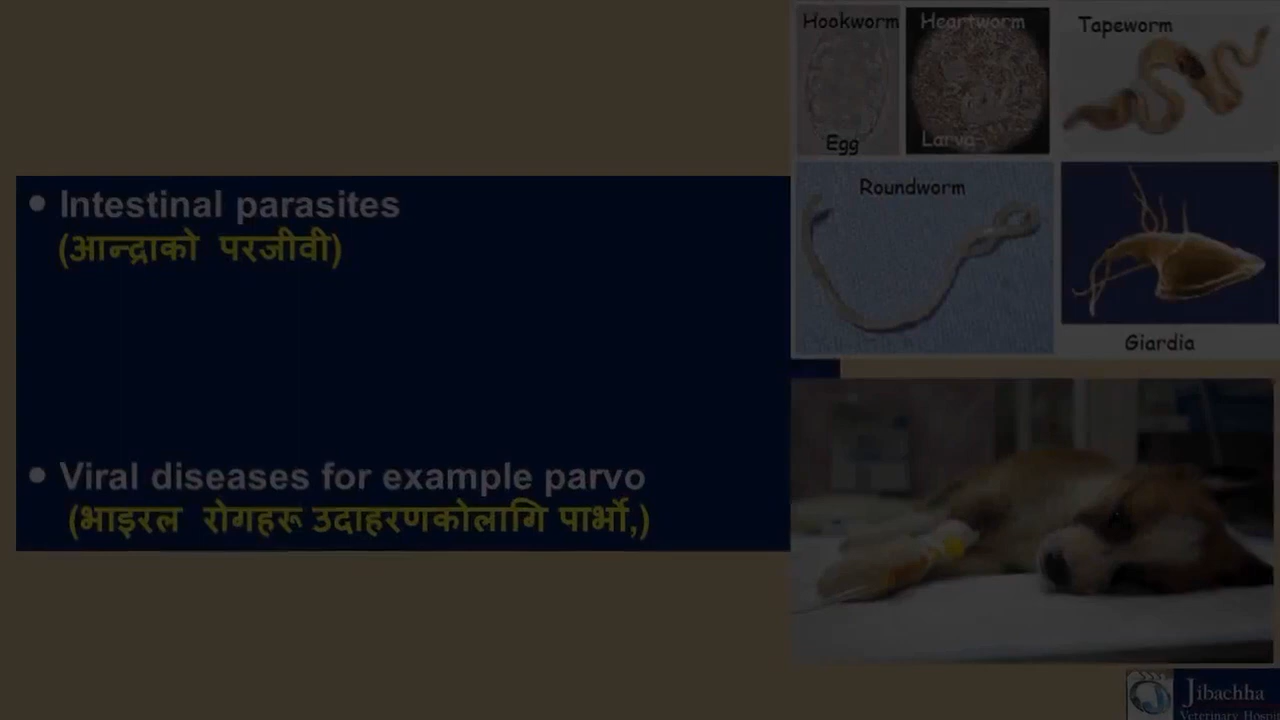 • Intestinal parasites
(आन्द्राको परजीवी)
• Viral diseases for example parvo
(भाइरल रोगहरू उदाहरणकोलागि पार्भो,)
Hookworm
Egg
Heartworm
Larva
Tapeworm
Roundworm
Giardia
Jibachha
Veterinary